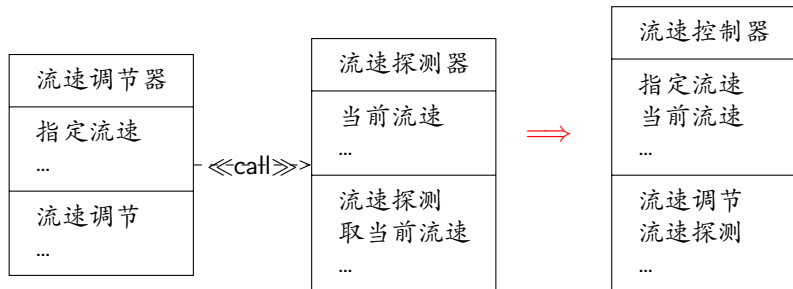 流速调节器
指定流速
...
流速调节
...
≪call≫
流速探测器
当前流速
...
流速探测
取当前流速
...
⟹
流速控制器
指定流速
当前流速
...
流速调节
流速探测
...